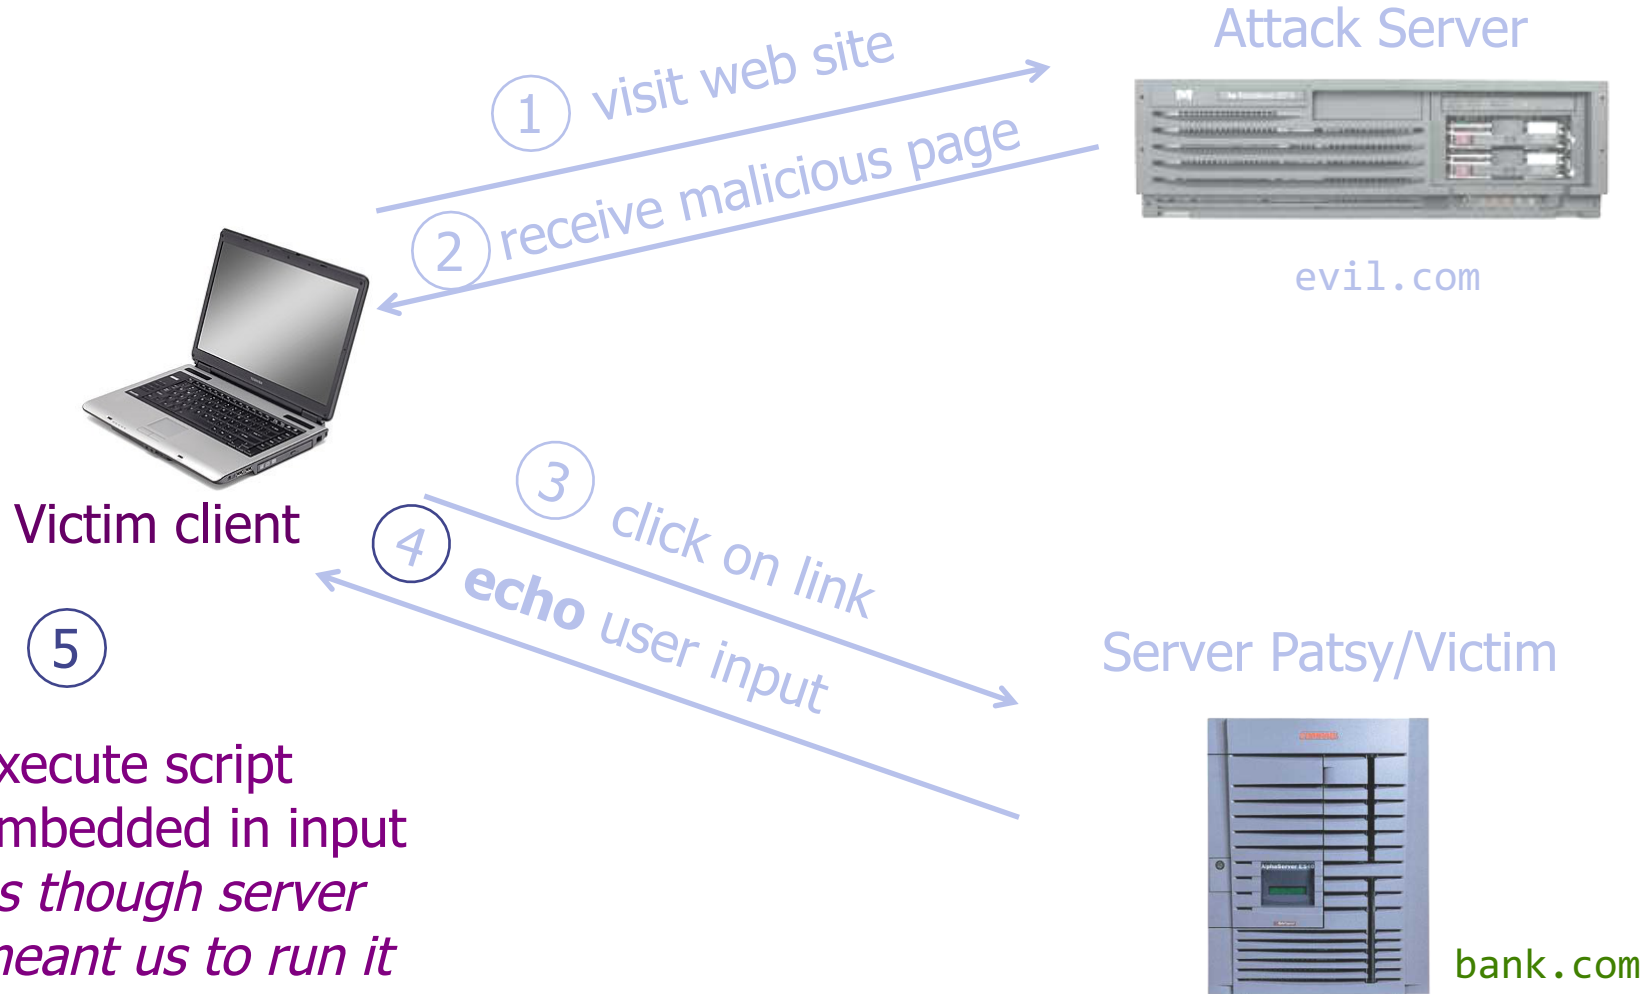 Attack Server
1 visit web site
2 receive malicious page
evil.com
Victim client
3 click on link
4 echo user input
Server Patsy/Victim
5
xecute script
mbedded in input
s though server
neant us to run it
AlphaServer
bank.com